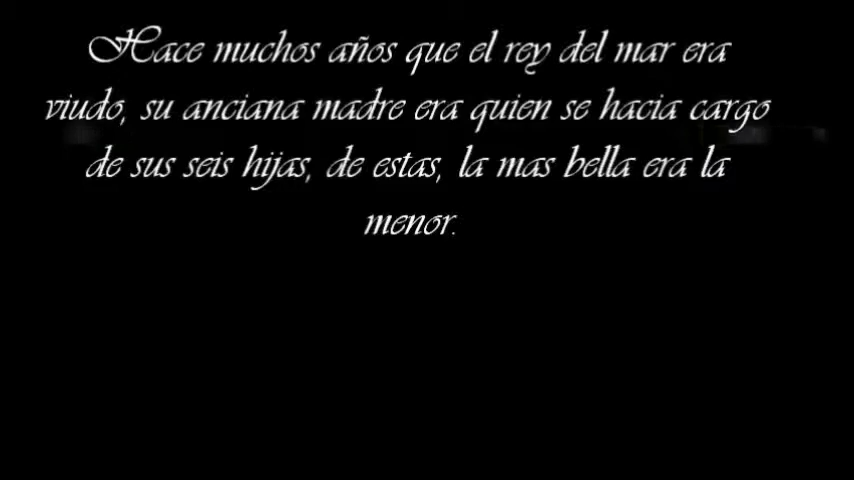 Hace muchos años que el rey del mar era
viudo, su anciana madre era quien se hacia cargo
de sus seis hijas, de estas, la mas bella era la
menor.